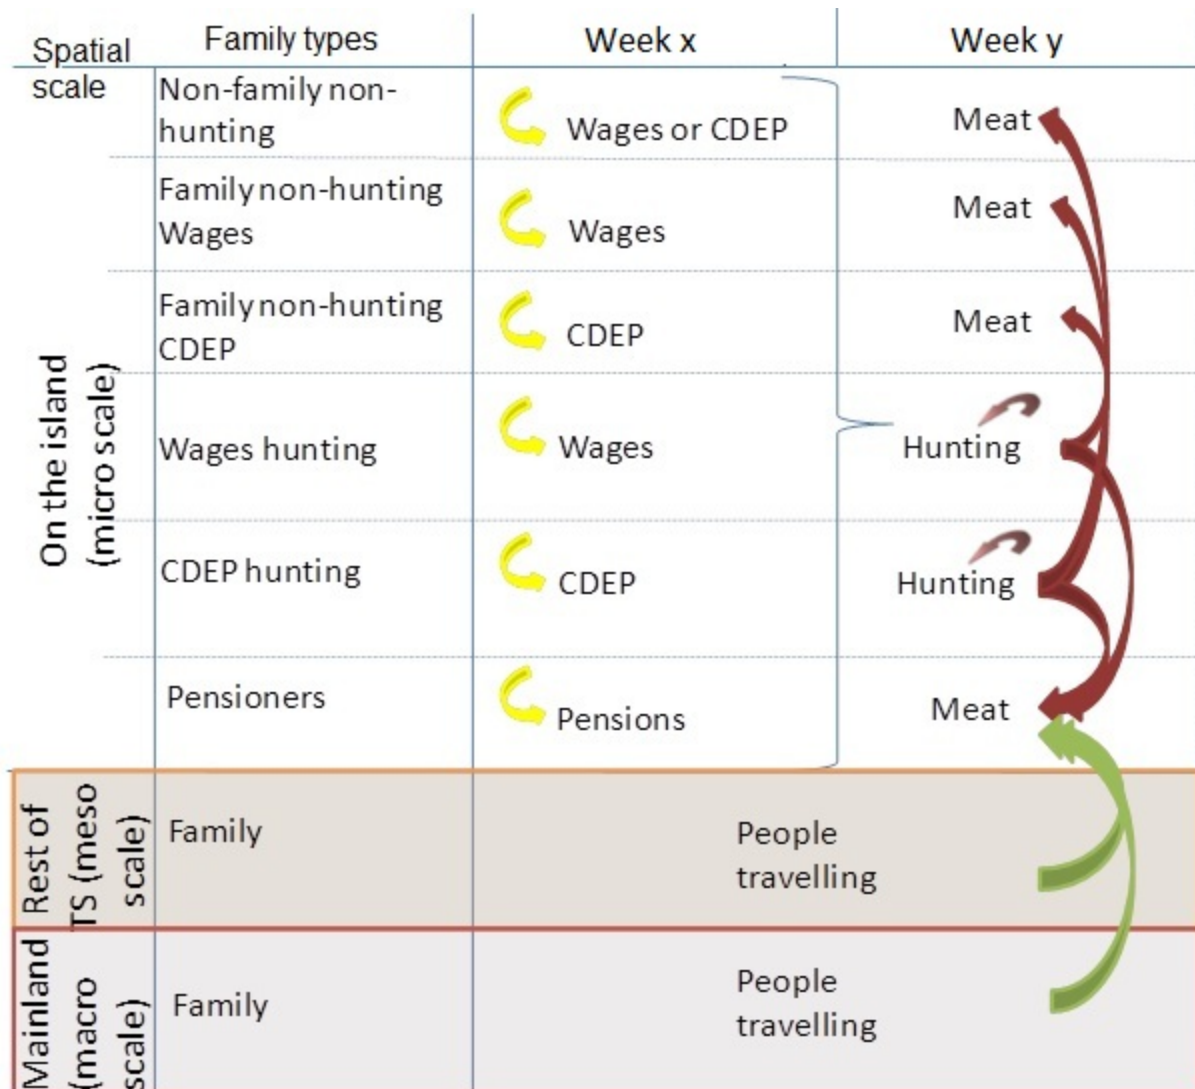 Spatial
scale
Family types
Week x
Week y
On the island
(micro scale)
Non-family non-
hunting
Wages or CDEP
Meat
Family non-hunting
Wages
Wages
Meat
Family non-hunting
CDEP
CDEP
Meat
Wages hunting
Wages
Hunting
CDEP hunting
CDEP
Hunting
Pensioners
Pensions
Meat
Rest of
TS (meso
scale)
Family
People
travelling
Mainland
(macro
scale)
Family
People
travelling